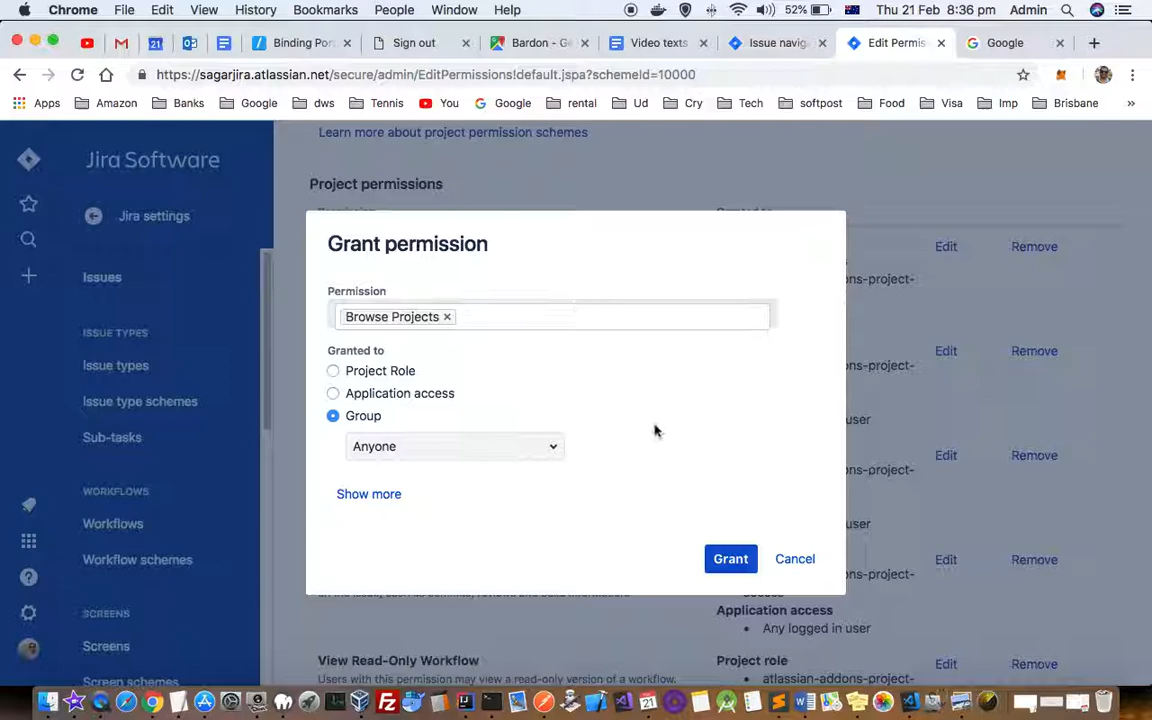 Chrome File Edit View History Bookmarks People Window Help 52% Thu 21 Feb 8:36 pm Admin
Binding Por Sign out Bardon - Go Video texts Issue navig Edit Permis Google
https://sagarjira.atlassian.net/secure/admin/EditPermissions!default.jspa?schemeId=10000
Apps Amazon Banks Google dws Tennis You Google rental Ud Cry Tech softpost Food Visa Imp Brisbane »
Learn more about project permission schemes
Jira Software
Project permissions
Jira settings
Grant permission
Edit Remove
Issues
ons-project-
Permission
Browse Projects ×
ISSUE TYPES
Granted to
Edit Remove
Issue types
Project Role
ons-project-
Application access
Issue type schemes
Group
user
Sub-tasks
Anyone
Edit Remove
ons-project-
WORKFLOWS
Show more
Workflows
user
Workflow schemes
Grant Cancel
Edit Remove
ons-project-
SCREENS
Application access
Any logged in user
Screens
View Read-Only Workflow
Project role
Edit Remove
Users with this permission may view a read-only version of a workflow.
atlassian-addons-project-
Screen schemes